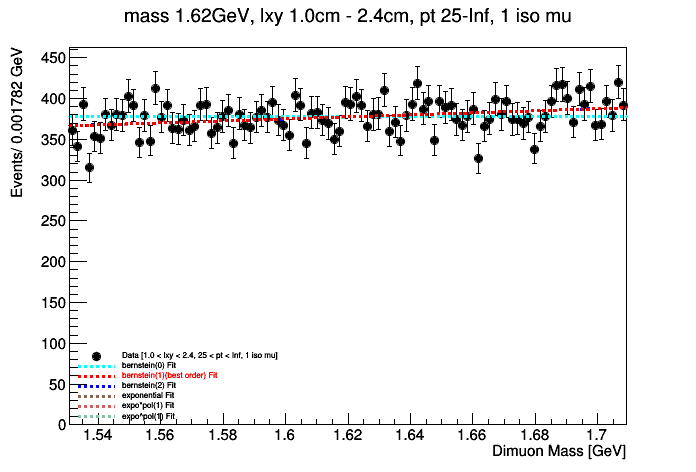 mass 1.62GeV, lxy 1.0cm - 2.4cm, pt 25-Inf, 1 iso mu
Events/ 0.001782 GeV
450
400
350
300
250
200
150
100
50
0
Data [1.0 < lxy < 2.4, 25 < pt < Inf, 1 iso mu]
bernstein(0) Fit
bernstein(1)(best order) Fit
bernstein(2) Fit
exponential Fit
expo*pol(1) Fit
expo^pol(1) Fit
1.54 1.56 1.58 1.6 1.62 1.64 1.66 1.68 1.7
Dimuon Mass [GeV]